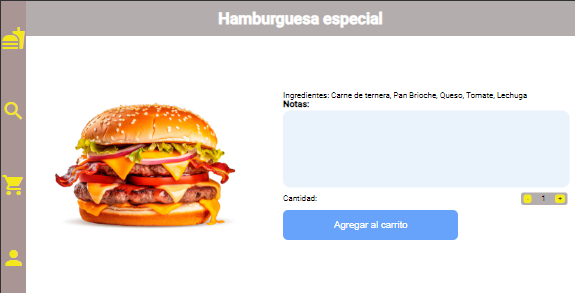 Hamburguesa especial
Ingredientes: Carne de ternera, Pan Brioche, Queso, Tomate, Lechuga
Notas:
Cantidad:
- 1 +
Agregar al carrito